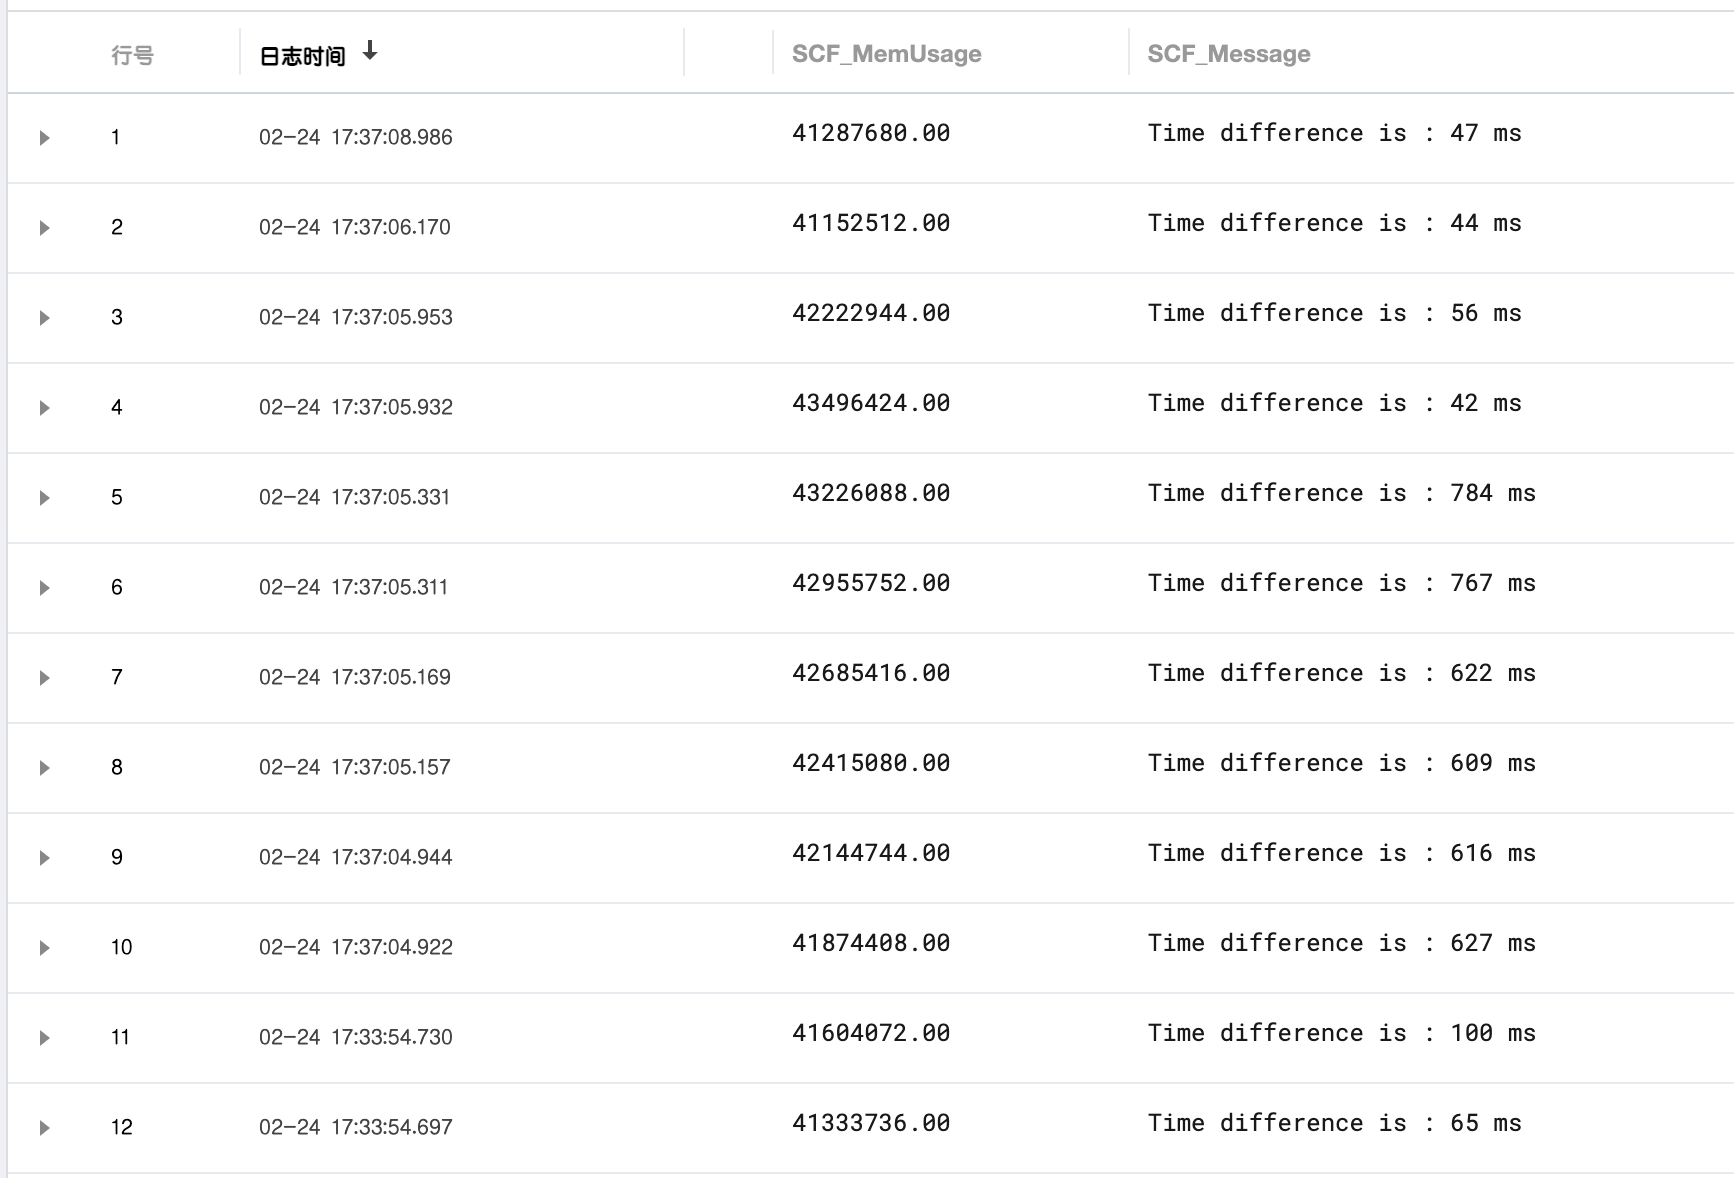 行号 日志时间 SCF_MemUsage SCF_Message
1 02-24 17:37:08.986 41287680.00 Time difference is : 47 ms
2 02-24 17:37:06.170 41152512.00 Time difference is : 44 ms
3 02-24 17:37:05.953 42222944.00 Time difference is : 56 ms
4 02-24 17:37:05.932 43496424.00 Time difference is : 42 ms
5 02-24 17:37:05.331 43226088.00 Time difference is : 784 ms
6 02-24 17:37:05.311 42955752.00 Time difference is : 767 ms
7 02-24 17:37:05.169 42685416.00 Time difference is : 622 ms
8 02-24 17:37:05.157 42415080.00 Time difference is : 609 ms
9 02-24 17:37:04.944 42144744.00 Time difference is : 616 ms
10 02-24 17:37:04.922 41874408.00 Time difference is : 627 ms
11 02-24 17:33:54.730 41604072.00 Time difference is : 100 ms
12 02-24 17:33:54.697 41333736.00 Time difference is : 65 ms